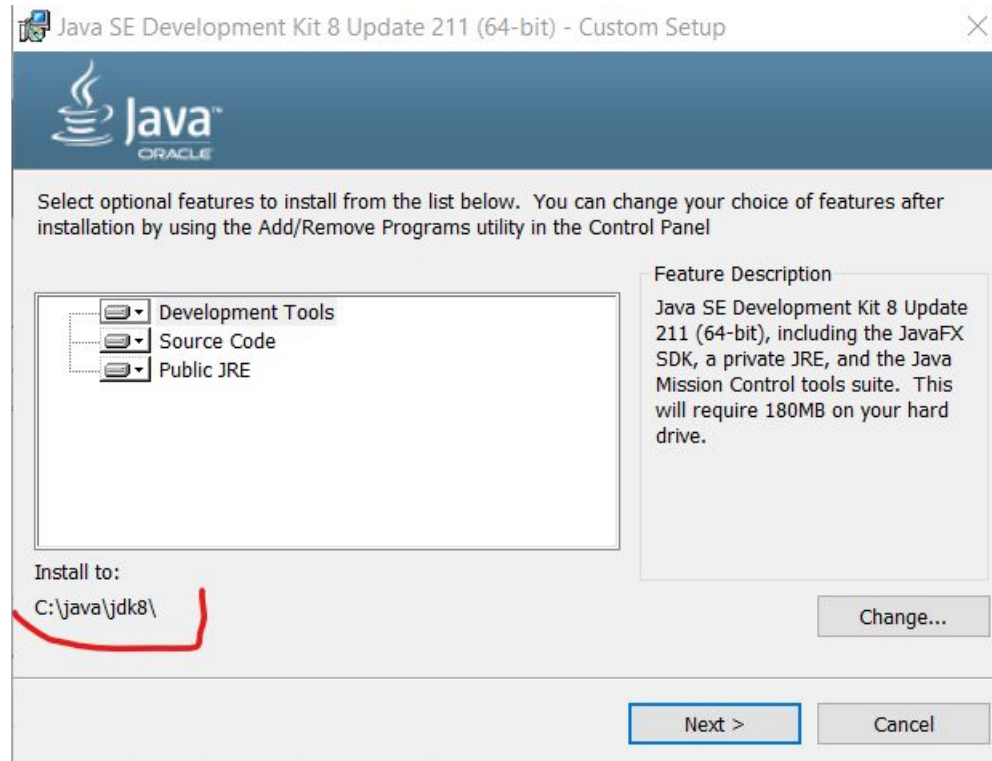 Java SE Development Kit 8 Update 211 (64-bit) - Custom Setup
Java™
ORACLE
Select optional features to install from the list below.  You can change your choice of features after
installation by using the Add/Remove Programs utility in the Control Panel
Development Tools
Source Code
Public JRE
Feature Description
Java SE Development Kit 8 Update
211 (64-bit), including the JavaFX
SDK, a private JRE, and the Java
Mission Control tools suite.  This
will require 180MB on your hard
drive.
Install to:
C:\java\jdk8\
Change...
Next >
Cancel